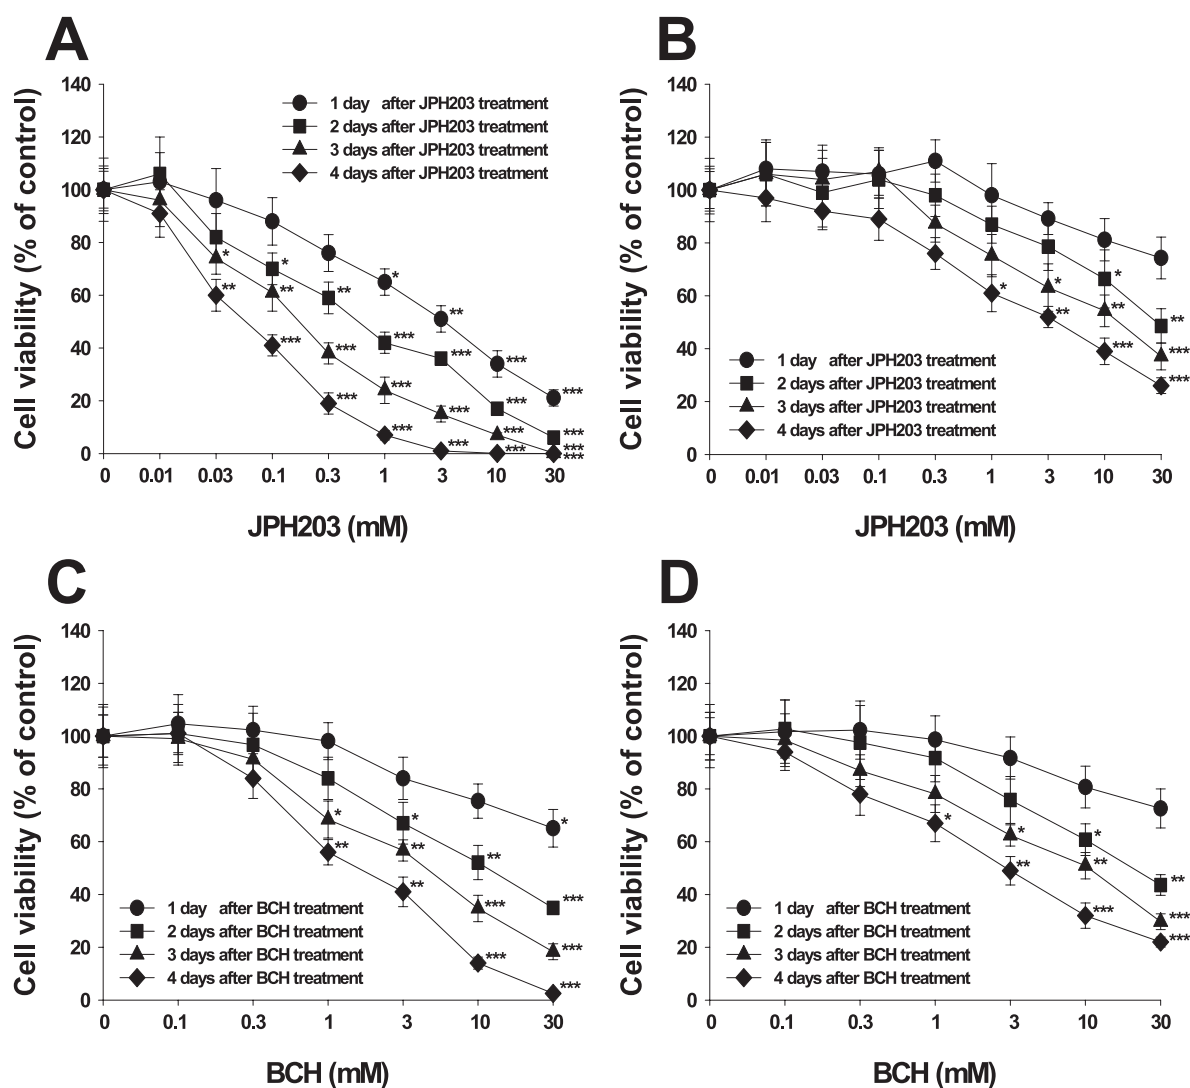 A
Cell viability (% of control)
140
120
100
80
60
40
20
0
1 day after JPH203 treatment
2 days after JPH203 treatment
3 days after JPH203 treatment
4 days after JPH203 treatment
* * * **
** ** *** *** ***
** *** *** *** *** ***
*** *** *** *** ***
0 0.01 0.03 0.1 0.3 1 3 10 30
JPH203 (mM)
B
Cell viability (% of control)
140
120
100
80
60
40
20
0
1 day after JPH203 treatment
2 days after JPH203 treatment
3 days after JPH203 treatment
4 days after JPH203 treatment
* **
* ** ***
* ** *** ***
0 0.01 0.03 0.1 0.3 1 3 10 30
JPH203 (mM)
C
Cell viability (% of control)
140
120
100
80
60
40
20
0
*
* ** ***
* ** *** ***
** ** *** ***
1 day after BCH treatment
2 days after BCH treatment
3 days after BCH treatment
4 days after BCH treatment
0 0.1 0.3 1 3 10 30
BCH (mM)
D
Cell viability (% of control)
140
120
100
80
60
40
20
0
* **
* ** ***
* ** *** ***
1 day after BCH treatment
2 days after BCH treatment
3 days after BCH treatment
4 days after BCH treatment
0 0.1 0.3 1 3 10 30
BCH (mM)